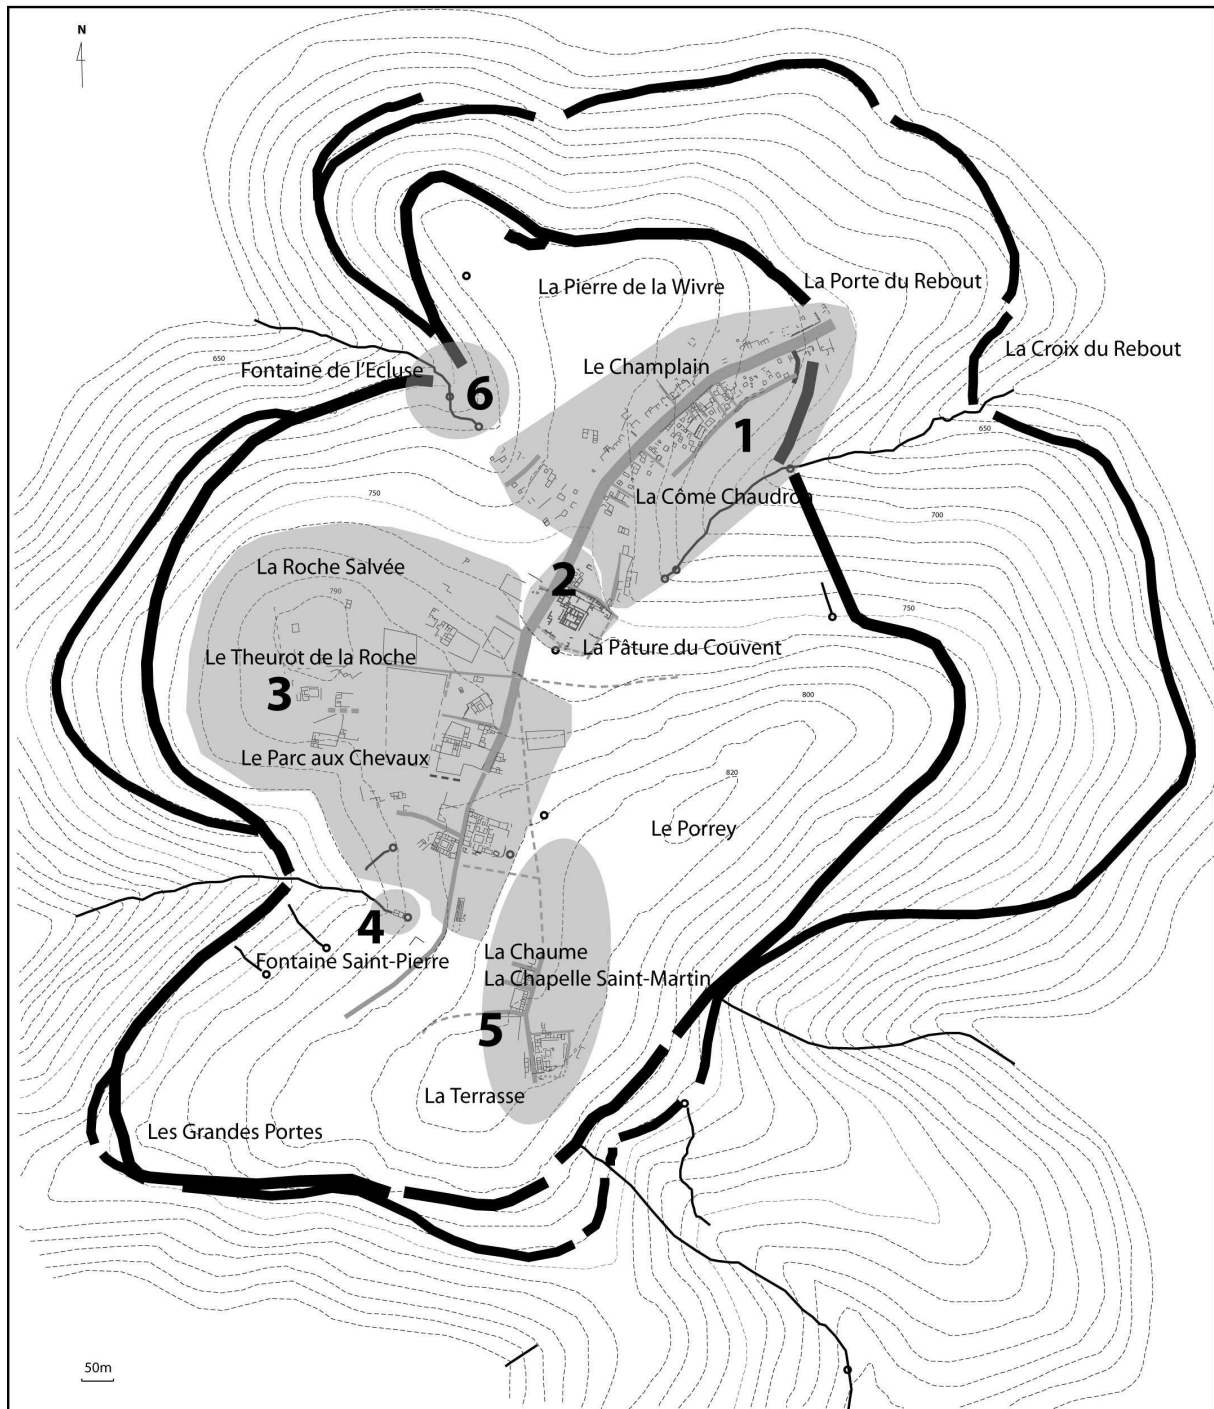 N
La Pierre de la Wivre
La Porte du Rebout
La Croix du Rebout
650
Fontaine de l'Ecluse
Le Champlain
6
1
650
750
La Côme Chaudron
700
La Roche Salvée
2
790
750
La Pâture du Couvent
Le Theurot de la Roche
3
800
Le Parc aux Chevaux
820
Le Porrey
4
Fontaine Saint-Pierre
La Chaume
La Chapelle Saint-Martin
5
La Terrasse
Les Grandes Portes
50m